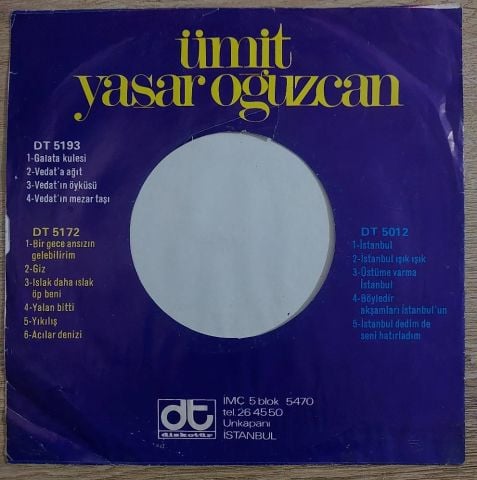 ümit
yaşar oğuzcan
DT 5193
1-Galata kulesi
2-Vedat'a ağıt
3-Vedat'ın öyküsü
4-Vedat'ın mezar taşı
DT 5172
1-Bir gece ansızın
gelebilirim
2-Giz
3-Islak daha ıslak
öp beni
4-Yalan bitti
5-Yıkılış
6-Acılar denizi
DT 5012
1-İstanbul
2-İstanbul ışık ışık
3-Üstüme varma
İstanbul
4-Böyledir
akşamları İstanbul'un
5-İstanbul dedim de
seni hatırladım
dt
diskotür
İMC 5 blok 5470
tel. 26 45 50
Unkapanı
İSTANBUL